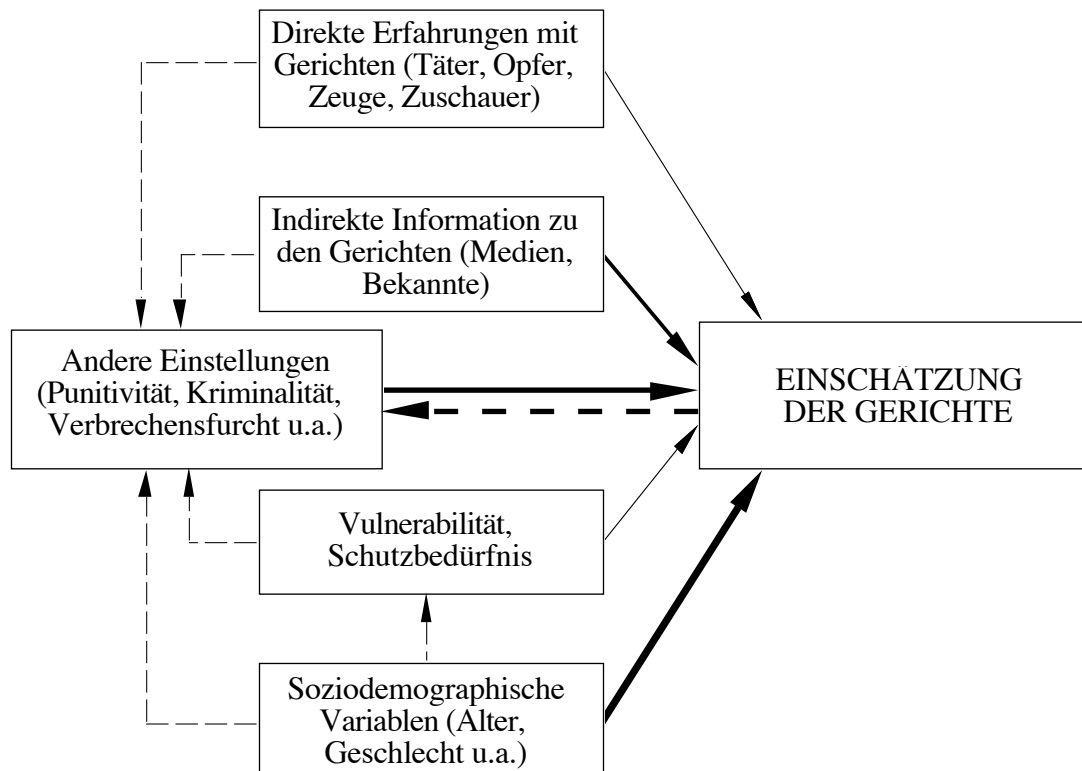 Direkte Erfahrungen mit
Gerichten (Täter, Opfer,
Zeuge, Zuschauer)
Indirekte Information zu
den Gerichten (Medien,
Bekannte)
Andere Einstellungen
(Punitivität, Kriminalität,
Verbrechensfurcht u.a.)
EINSCHÄTZUNG
DER GERICHTE
Vulnerabilität,
Schutzbedürfnis
Soziodemographische
Variablen (Alter,
Geschlecht u.a.)